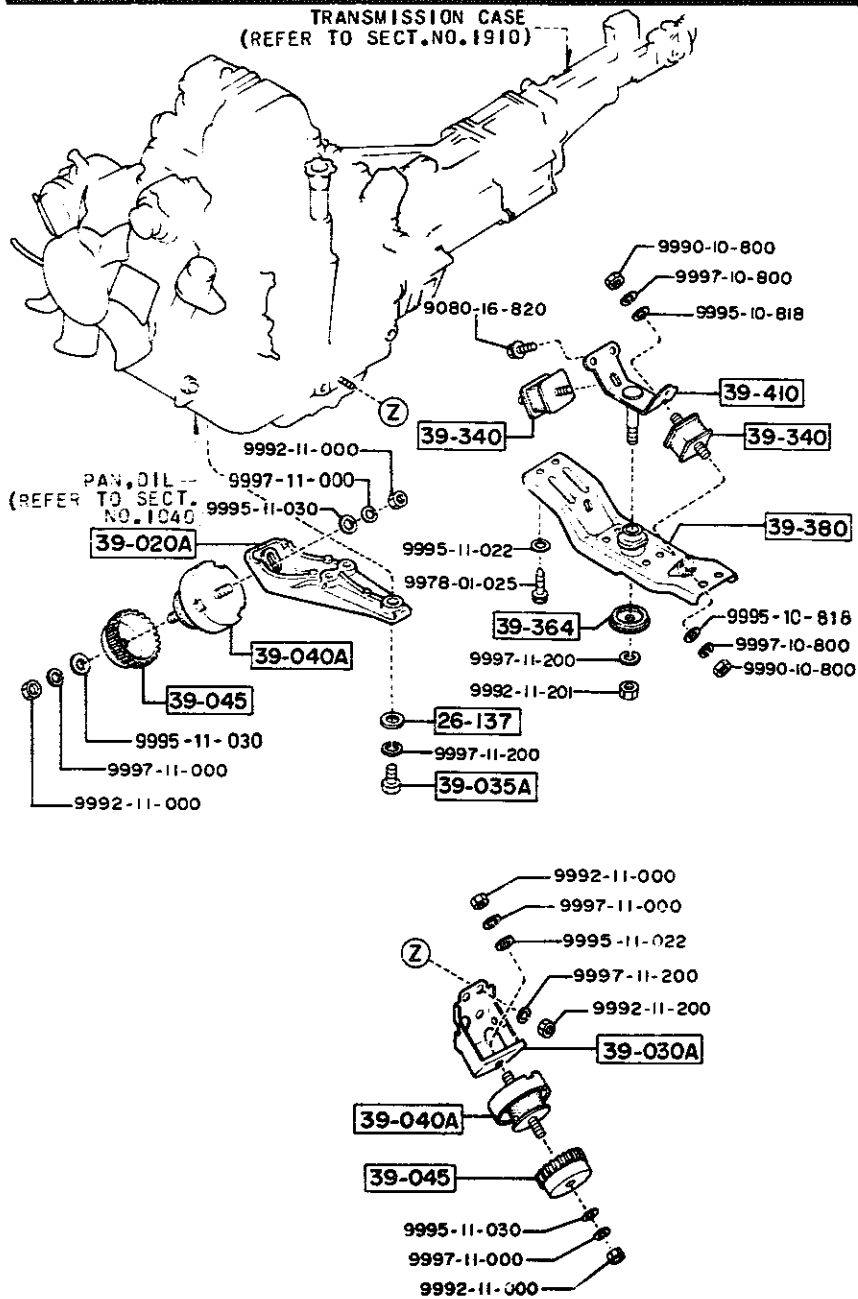 TRANSMISSION CASE
(REFER TO SECT.NO.1910)
9990-10-800
9997-10-800
9995-10-818
9080-16-820
39-410
Z
39-340
39-340
9992-11-000
9997-11-000
9995-11-030
PAN,OIL
(REFER TO SECT.
NO.1040
39-020A
39-380
9995-11-022
9978-01-025
39-364
9995-10-818
9997-10-800
9990-10-800
9997-11-200
9992-11-201
39-040A
39-045
26-137
9995-11-030
9997-11-200
9997-11-000
39-035A
9992-11-000
9992-11-000
9997-11-000
9995-11-022
Z
9997-11-200
9992-11-200
39-030A
39-040A
39-045
9995-11-030
9997-11-000
9992-11-000